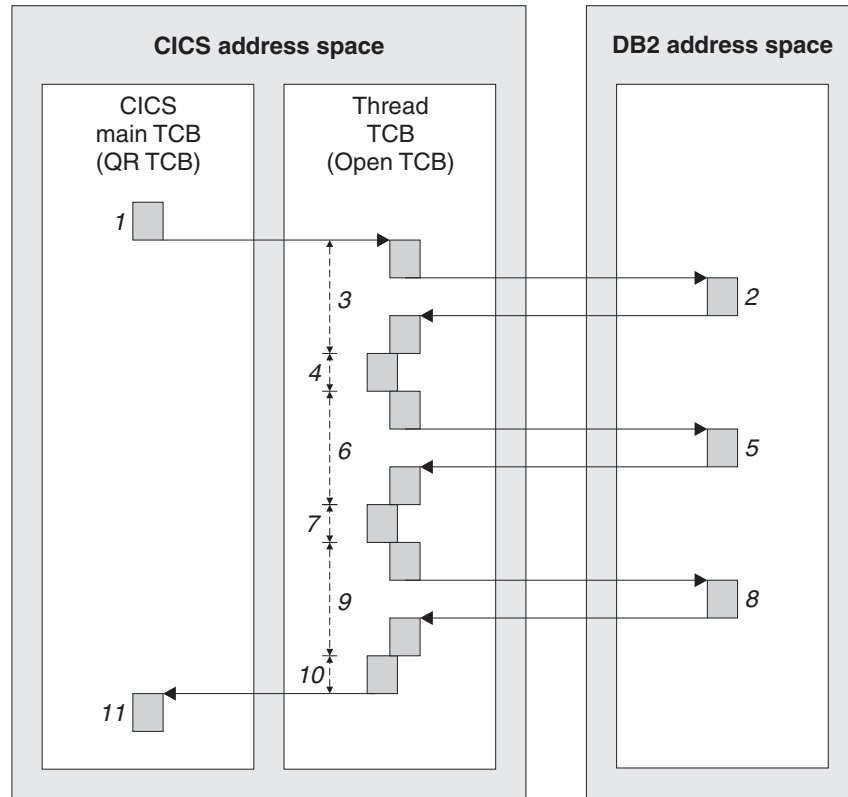 CICS address space
DB2 address space
CICS
main TCB
(QR TCB)
Thread
TCB
(Open TCB)
1
3
2
4
6
5
7
9
8
10
11